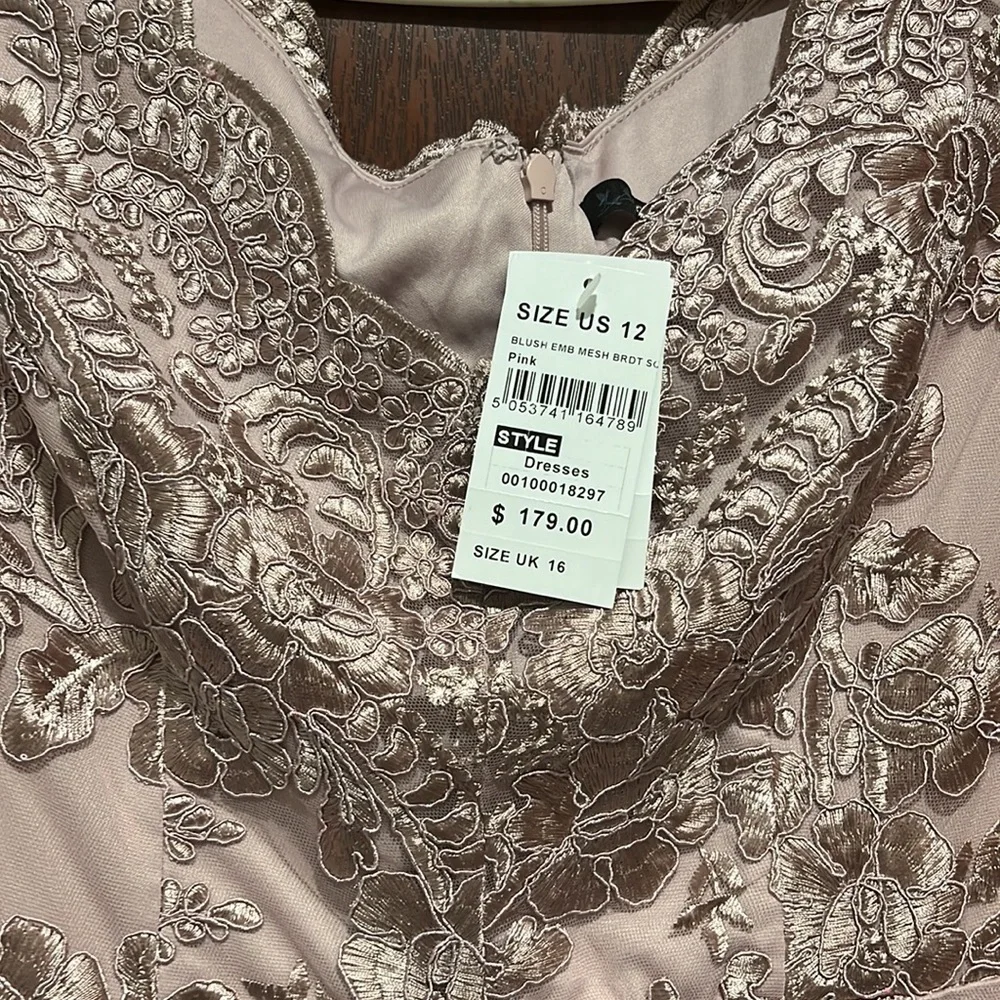 SIZE US 12
BLUSH EMB MESH BRDT
Pink
5 053741 164789
STYLE
Dresses
00100018297
$ 179.00
SIZE UK 16